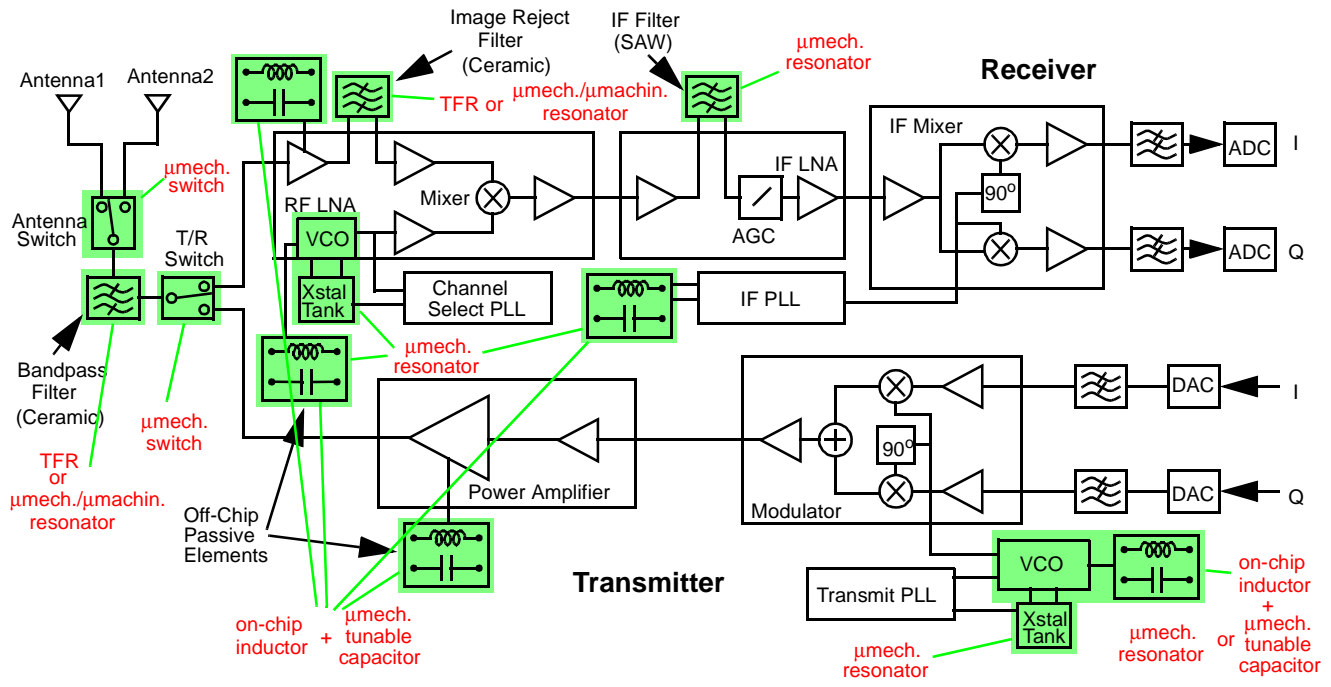 Image Reject
Filter
(Ceramic)
IF Filter
(SAW)
μmech.
resonator
Receiver
Antenna1
Antenna2
TFR or
μmech./μmachin.
resonator
IF Mixer
ADC
I
μmech.
switch
Mixer
IF LNA
90o
Antenna
Switch
T/R
Switch
RF LNA
VCO
AGC
ADC
Q
Xstal
Tank
Channel
Select PLL
IF PLL
μmech.
resonator
Bandpass
Filter
(Ceramic)
DAC
I
μmech.
switch
90o
TFR
or
μmech./μmachin.
resonator
Power Amplifier
Modulator
DAC
Q
Off-Chip
Passive
Elements
Transmitter
VCO
on-chip
inductor
+
μmech.
tunable
capacitor
Transmit PLL
Xstal
Tank
on-chip
inductor
+
μmech.
tunable
capacitor
μmech.
resonator
μmech.
resonator
or